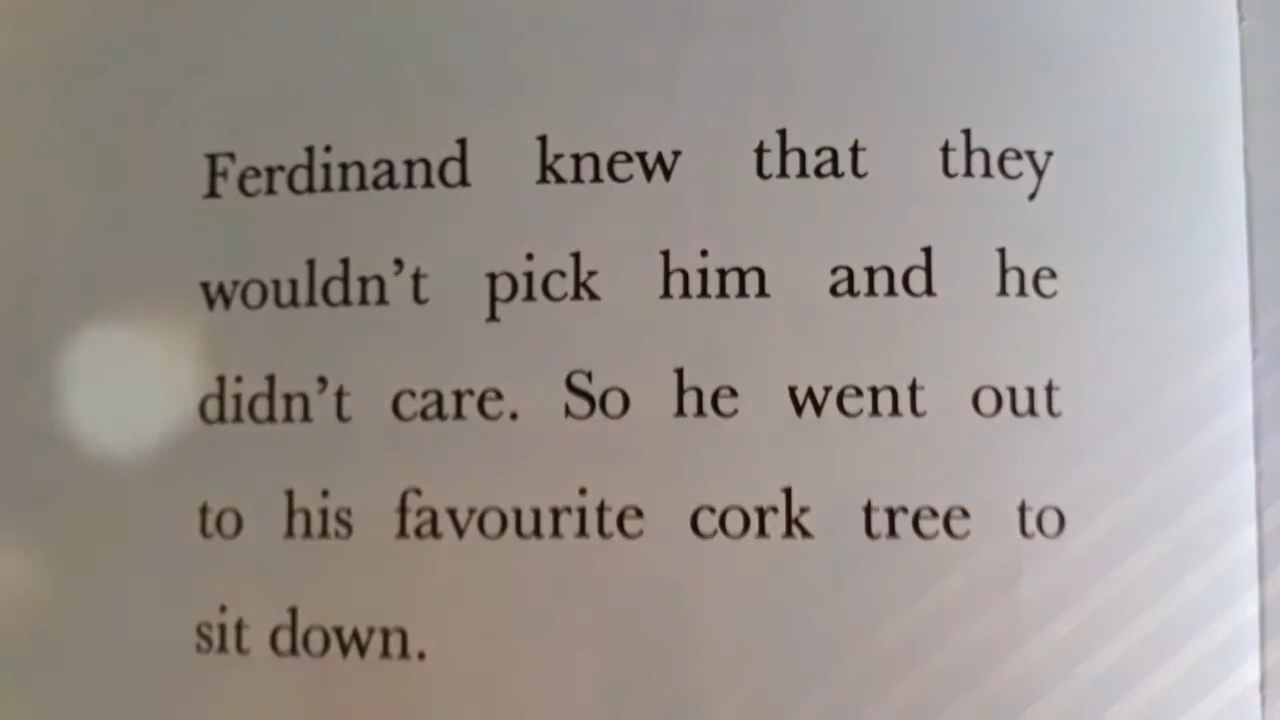 Ferdinand knew that they
wouldn’t pick him and he
didn’t care. So he went out
to his favourite cork tree to
sit down.